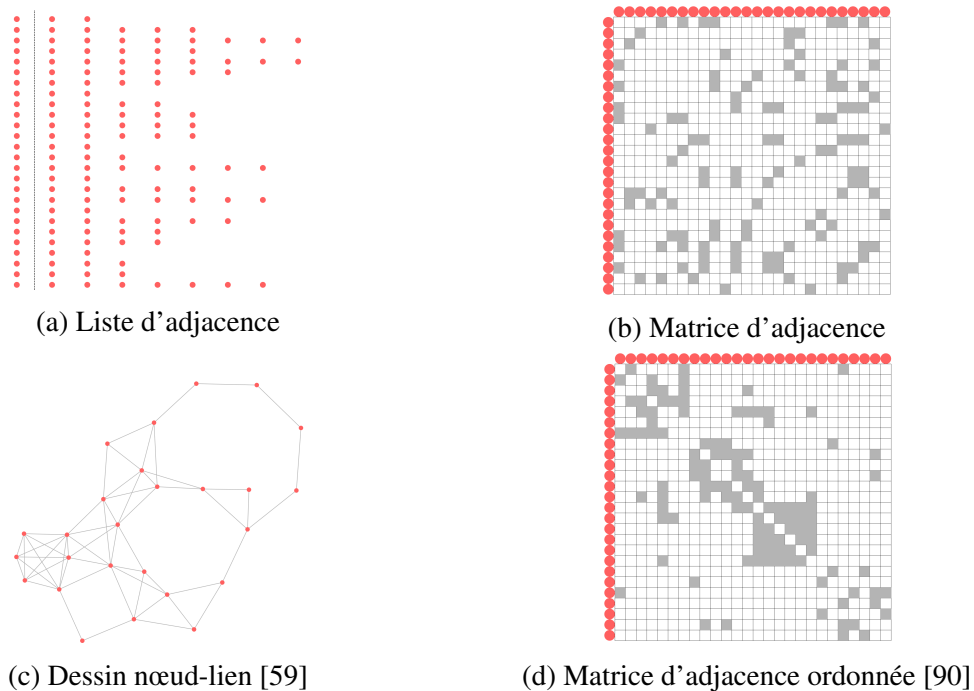 (a) Liste d'adjacence
(b) Matrice d'adjacence
(c) Dessin nœud-lien [59]
(d) Matrice d'adjacence ordonnée [90]